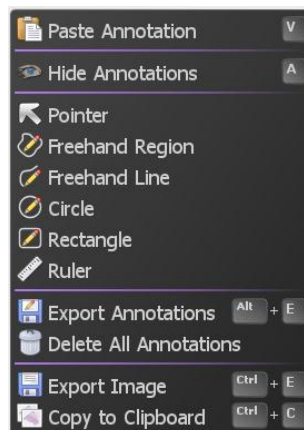 Paste Annotation V
Hide Annotations A
Pointer
Freehand Region
Freehand Line
Circle
Rectangle
Ruler
Export Annotations Alt + E
Delete All Annotations
Export Image Ctrl + E
Copy to Clipboard Ctrl + C